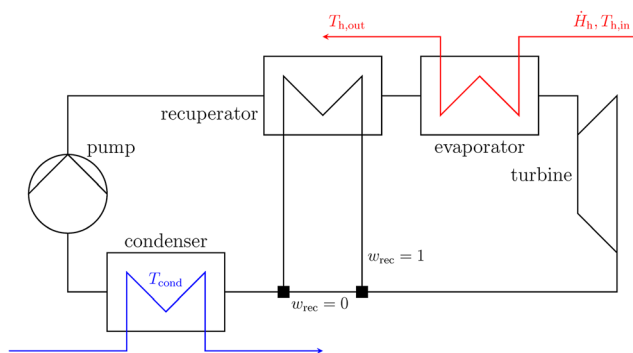 T_h,out
Ḣ_h, T_h,in
recuperator
evaporator
pump
turbine
condenser
T_cond
w_rec = 1
w_rec = 0